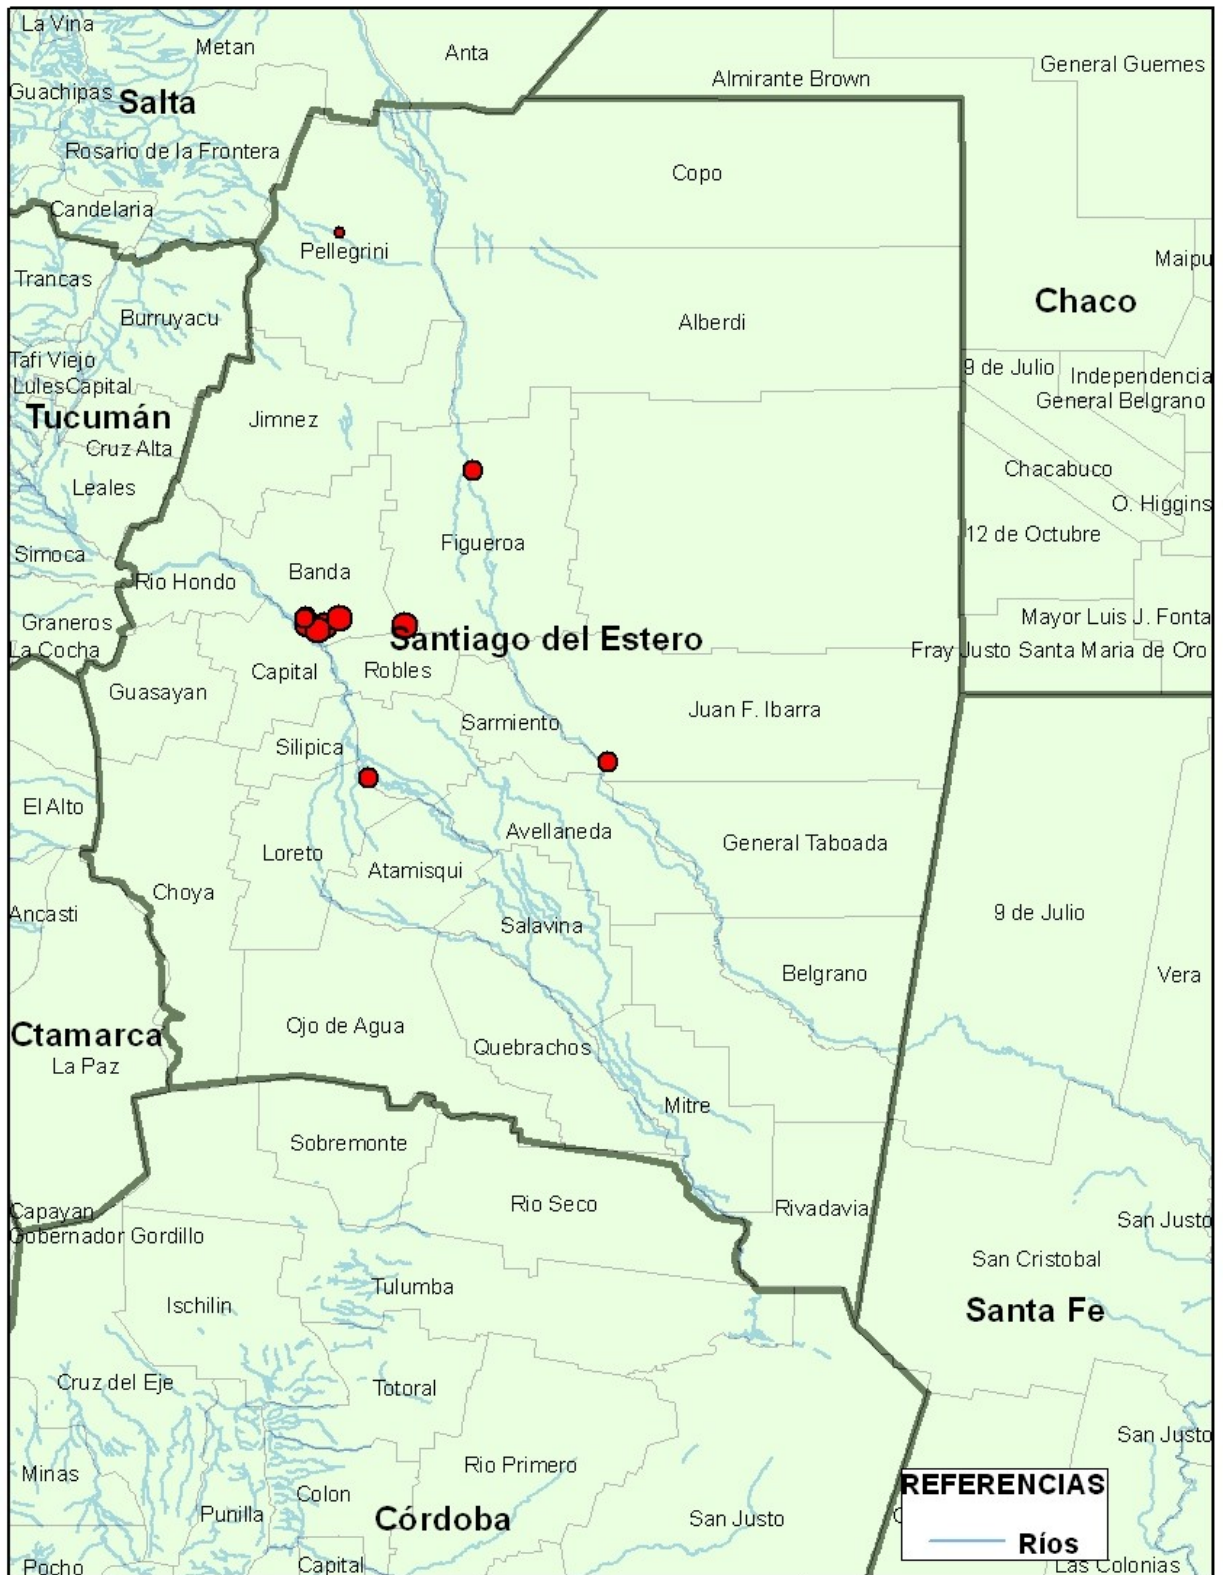 La Vina
Metan
Anta
General Guemes
Almirante Brown
Guachipas
Salta
Rosario de la Frontera
Copo
Candelaria
Pellegrini
Maipu
Trancas
Chaco
Burruyacu
Alberdi
Tafi Viejo
9 de Julio
Independencia
LulesCapital
General Belgrano
Tucumán
Jimnez
Cruz Alta
Chacabuco
Leales
O. Higgins
12 de Octubre
Figueroa
Simoca
Banda
Rio Hondo
Mayor Luis J. Fonta
Graneros
Santiago del Estero
La Cocha
Fray Justo Santa Maria de Oro
Capital
Robles
Guasayan
Juan F. Ibarra
Sarmiento
Silipica
El Alto
Avellaneda
General Taboada
Loreto
Atamisqui
Choya
Ancasti
9 de Julio
Salavina
Belgrano
Vera
Ojo de Agua
Ctamarca
Quebrachos
La Paz
Mitre
Sobremonte
Rio Seco
Rivadavia
Capayan
San Justo
Gobernador Gordillo
San Cristobal
Tulumba
Ischilin
Santa Fe
Cruz del Eje
Totoral
San Justo
Rio Primero
Minas
REFERENCIAS
Colon
Punilla
Córdoba
San Justo
Ríos
Pocho
Capital
Las Colonias